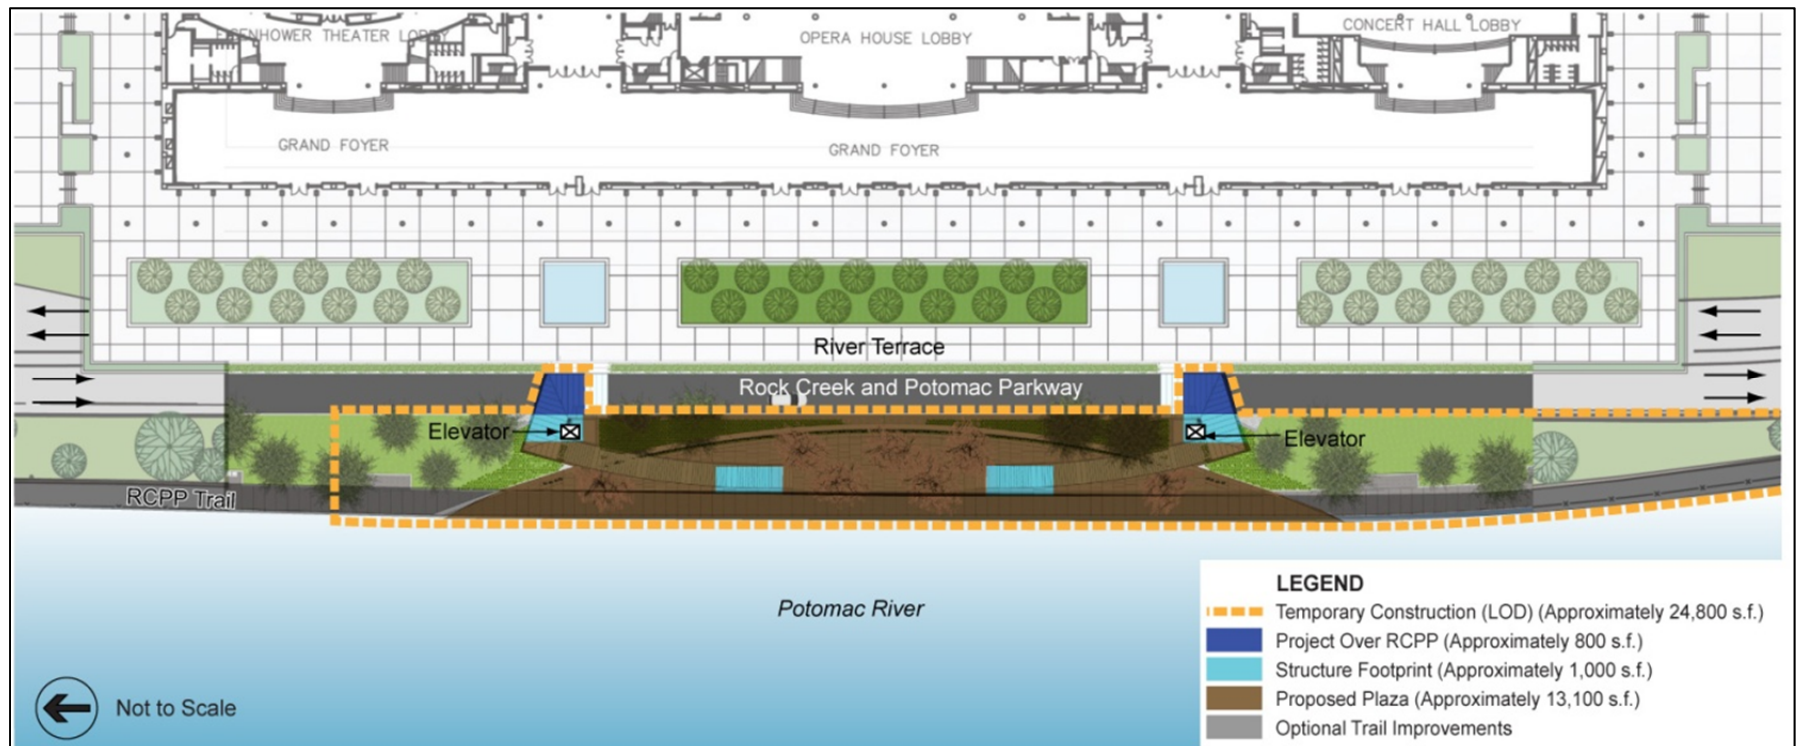 EISENHOWER THEATER LOBBY
OPERA HOUSE LOBBY
CONCERT HALL LOBBY
GRAND FOYER
GRAND FOYER
River Terrace
Rock Creek and Potomac Parkway
Elevator
Elevator
RCPP Trail
Potomac River
LEGEND
Temporary Construction (LOD) (Approximately 24,800 s.f.)
Project Over RCPP (Approximately 800 s.f.)
Structure Footprint (Approximately 1,000 s.f.)
Proposed Plaza (Approximately 13,100 s.f.)
Optional Trail Improvements
Not to Scale